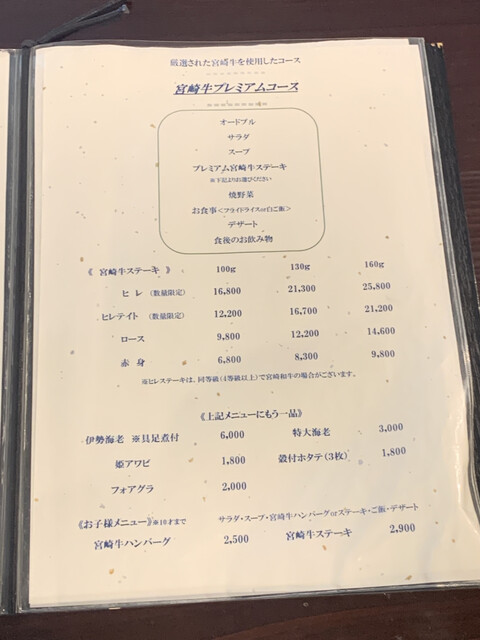 厳選された宮崎牛を使用したコース
宮崎牛プレミアムコース
オードブル
サラダ
スープ
プレミアム宮崎牛ステーキ
※下記よりお選びください
焼野菜
お食事<フライドライスor白ご飯>
デザート
食後のお飲み物
《 宮崎牛ステーキ 》 100g 130g 160g
ヒレ (数量限定) 16,800 21,300 25,800
ヒレテイト (数量限定) 12,200 16,700 21,200
ロース 9,800 12,200 14,600
赤身 6,800 8,300 9,800
※ヒレステーキは、同等級(4等級以上)で宮崎和牛の場合がございます。
《上記メニューにもう一品》
伊勢海老 ※具足煮付 6,000 特大海老 3,000
姫アワビ 1,800 殻付ホタテ(3枚) 1,800
フォアグラ 2,000
《お子様メニュー》※10才まで サラダ・スープ・宮崎牛ハンバーグorステーキ・ご飯・デザート
宮崎牛ハンバーグ 2,500 宮崎牛ステーキ 2,900